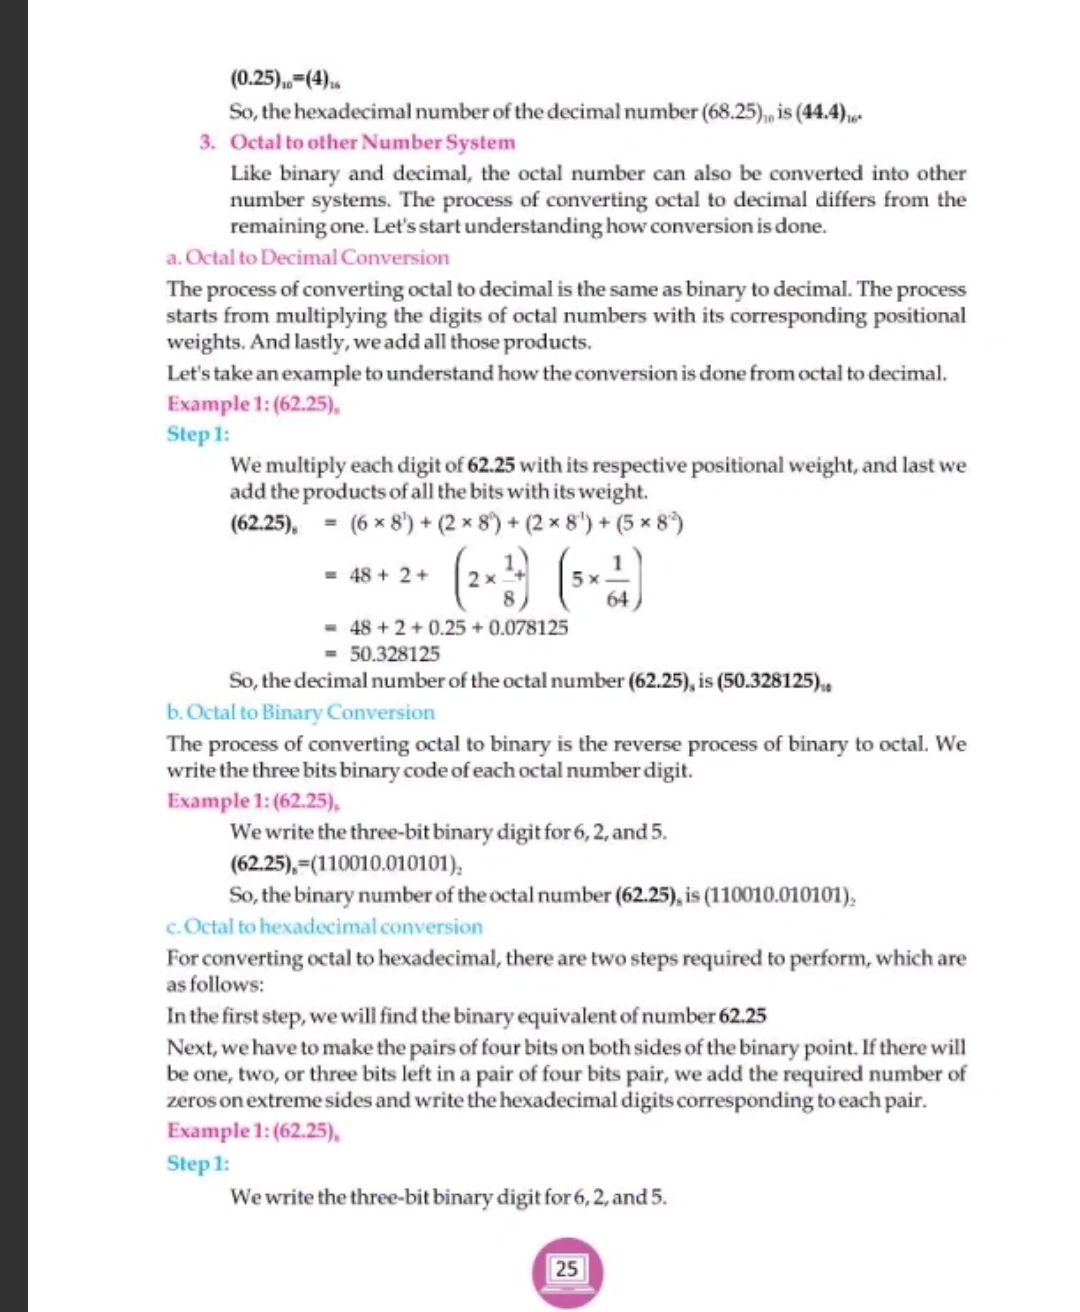 (0.25)₁₀=(4)₁₆
So, the hexadecimal number of the decimal number (68.25)₁₀ is (44.4)₁₆.
3. Octal to other Number System
Like binary and decimal, the octal number can also be converted into other
number systems. The process of converting octal to decimal differs from the
remaining one. Let's start understanding how conversion is done.
a. Octal to Decimal Conversion
The process of converting octal to decimal is the same as binary to decimal. The process
starts from multiplying the digits of octal numbers with its corresponding positional
weights. And lastly, we add all those products.
Let's take an example to understand how the conversion is done from octal to decimal.
Example 1: (62.25)₈
Step 1:
We multiply each digit of 62.25 with its respective positional weight, and last we
add the products of all the bits with its weight.
(62.25)₈ = (6 × 8¹) + (2 × 8⁰) + (2 × 8⁻¹) + (5 × 8⁻²)
= 48 + 2 + (2 × 1/8) + (5 × 1/64)
= 48 + 2 + 0.25 + 0.078125
= 50.328125
So, the decimal number of the octal number (62.25)₈ is (50.328125)₁₀
b. Octal to Binary Conversion
The process of converting octal to binary is the reverse process of binary to octal. We
write the three bits binary code of each octal number digit.
Example 1: (62.25)₈
We write the three-bit binary digit for 6, 2, and 5.
(62.25)₈=(110010.010101)₂
So, the binary number of the octal number (62.25)₈ is (110010.010101)₂
c. Octal to hexadecimal conversion
For converting octal to hexadecimal, there are two steps required to perform, which are
as follows:
In the first step, we will find the binary equivalent of number 62.25
Next, we have to make the pairs of four bits on both sides of the binary point. If there will
be one, two, or three bits left in a pair of four bits pair, we add the required number of
zeros on extreme sides and write the hexadecimal digits corresponding to each pair.
Example 1: (62.25)₈
Step 1:
We write the three-bit binary digit for 6, 2, and 5.
25